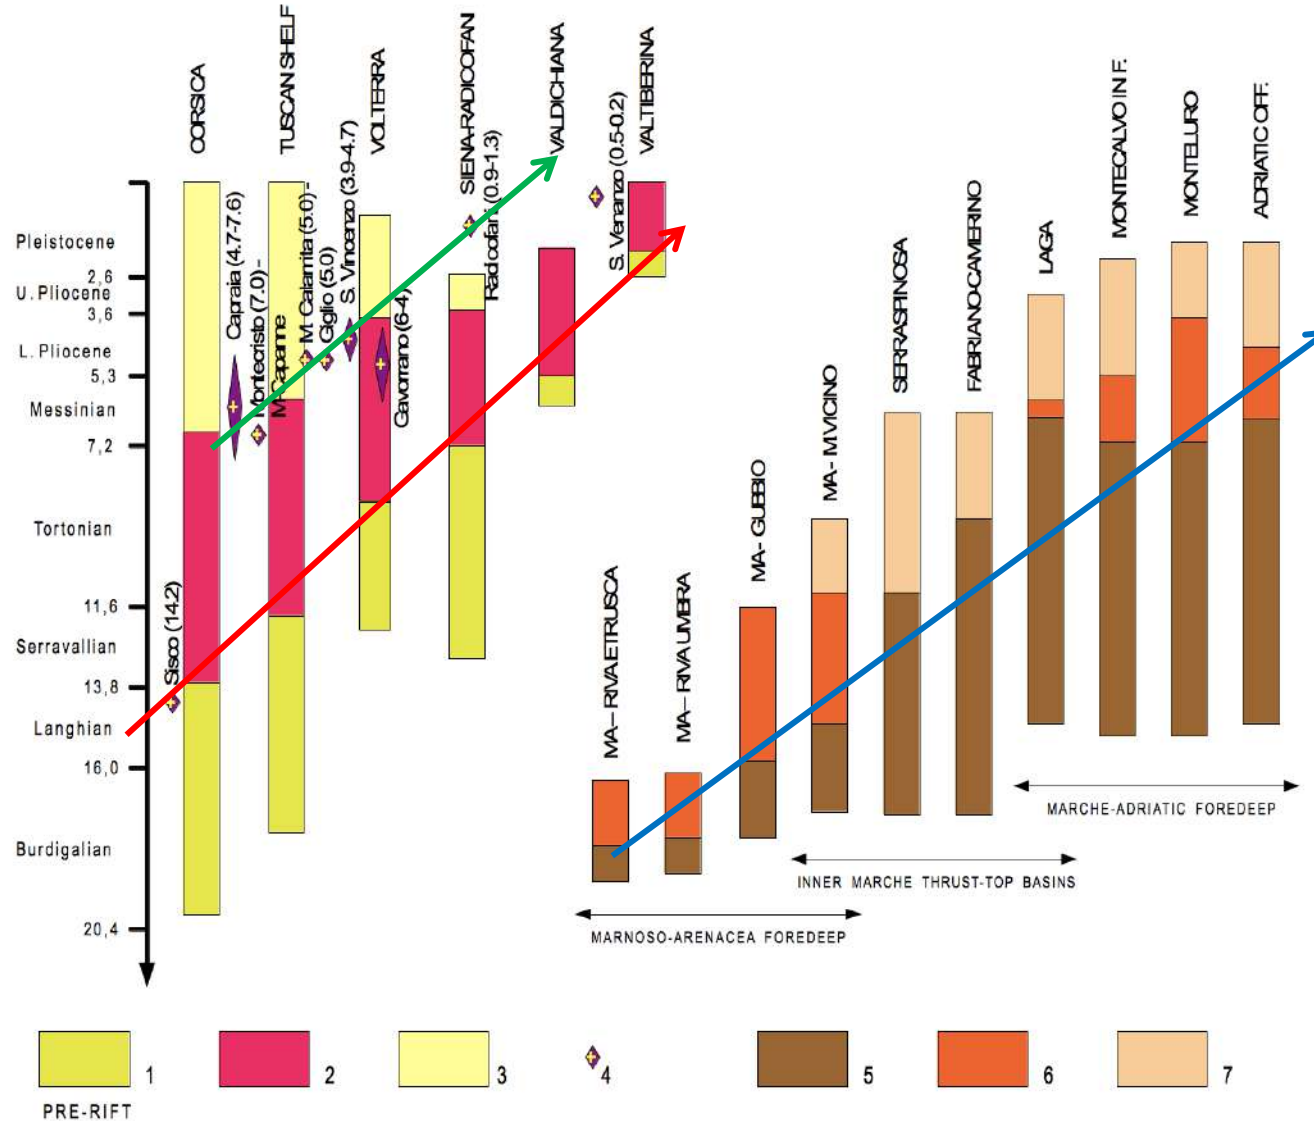 CORSICA
TUSCAN SHELF
VOLTERRA
SIENA-RADICOFANI
VALDICHIANA
VALTIBERINA
SERRASPINOSA
FABRIANO-CAMERINO
LAGA
MONTECALVO IN F.
MONTELURO
ADRIATIC OFF.
Capraia (4.7-7.6)
Montecristo (7.0) -
M. Capanne
M. Calamita (5.0) -
Giglio (5.0)
S. Vincenzo (3.9-4.7)
Gavorrano (6-4)
Radicofani (0.9-1.3)
S. Venanzo (0.5-0.2)
Sisco (14.2)
MA - RIVA ETRUSCA
MA - RIVA UMBRA
MA - GUBBIO
MA - M.VICINO
Pleistocene
2,6
U. Pliocene
3,6
L. Pliocene
5,3
Messinian
7,2
Tortonian
11,6
Serravallian
13,8
Langhian
16,0
Burdigalian
20,4
MARCHE-ADRIATIC FOREDEEP
INNER MARCHE THRUST-TOP BASINS
MARNOSO-ARENACEA FOREDEEP
1
2
3
4
5
6
7
PRE-RIFT